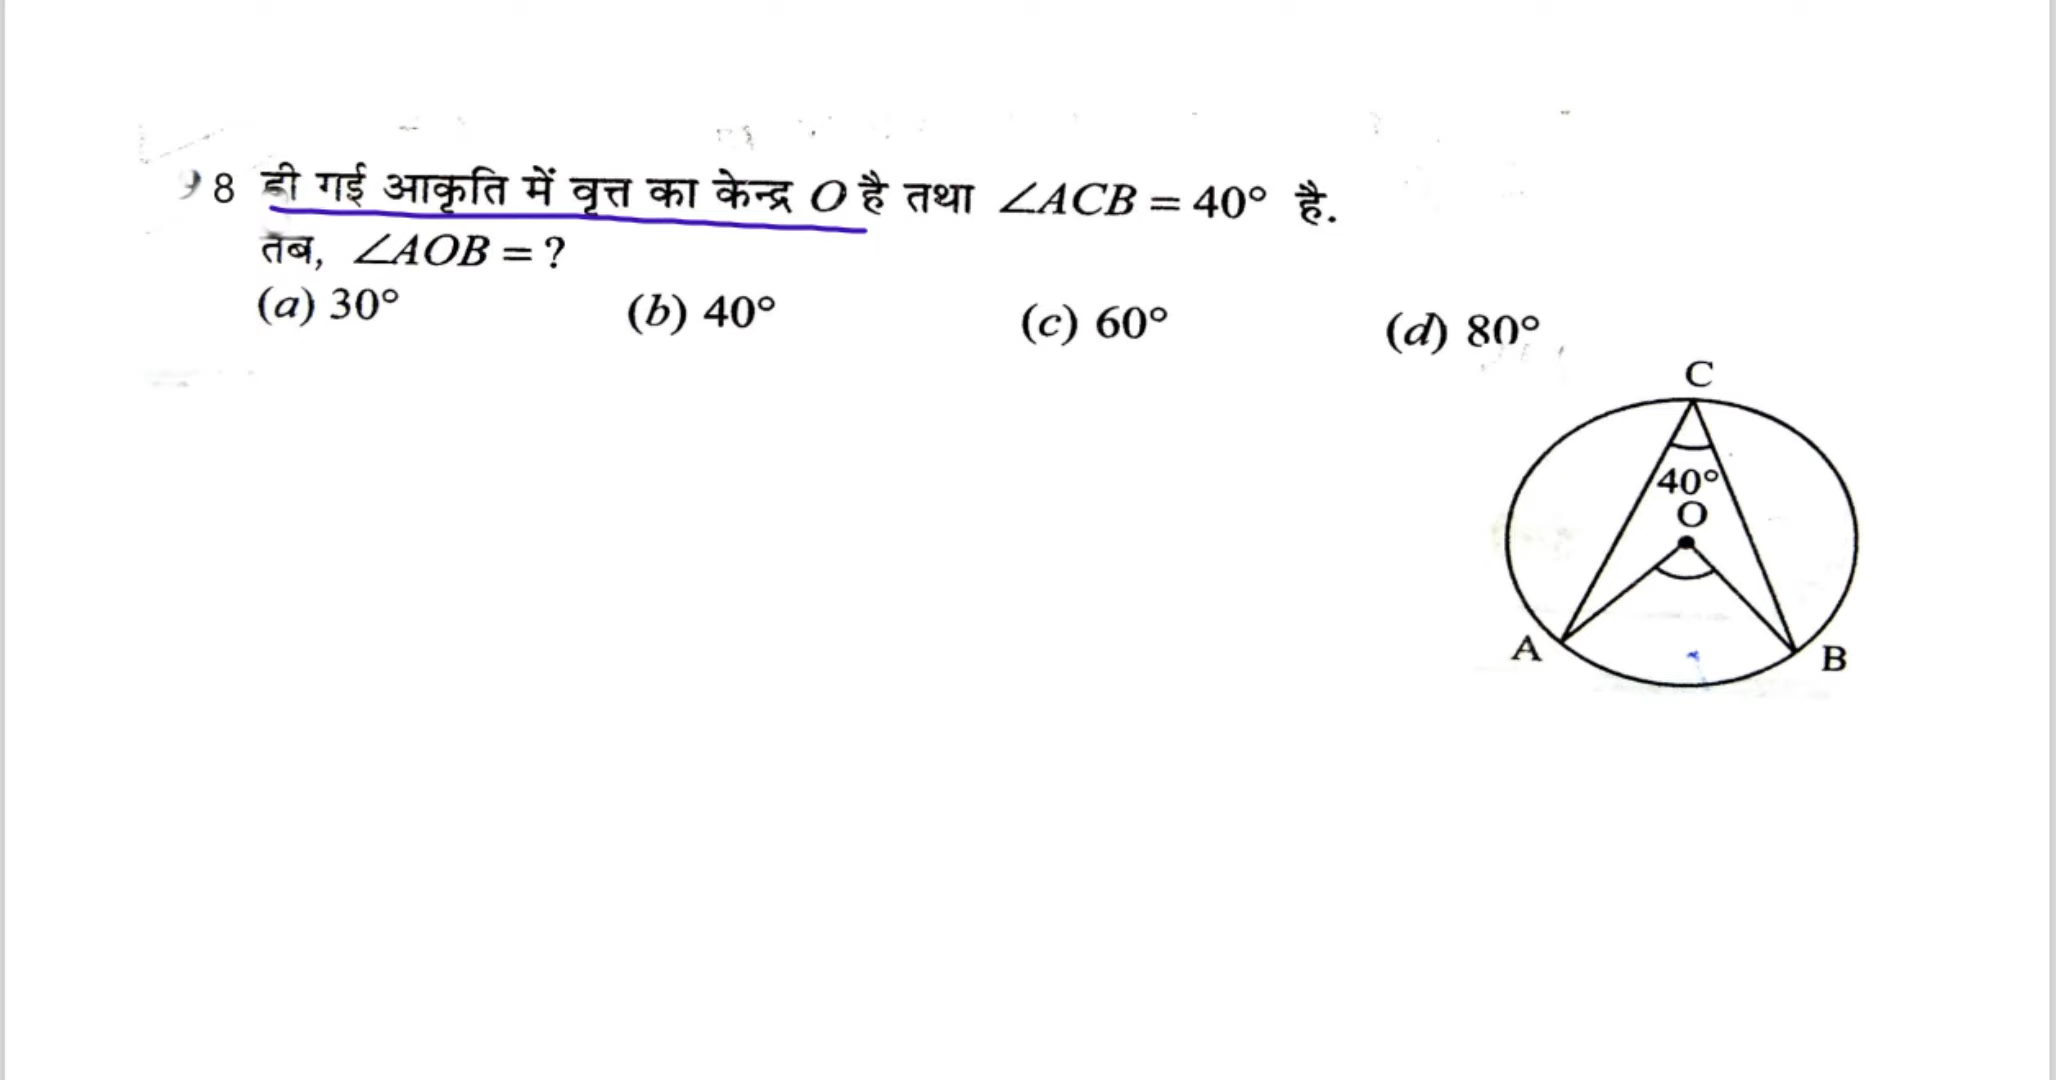 8 दी गई आकृति में वृत्त का केन्द्र O है तथा ∠ACB = 40° है.
तब, ∠AOB = ?
(a) 30° (b) 40° (c) 60° (d) 80°
C
40°
O
A B